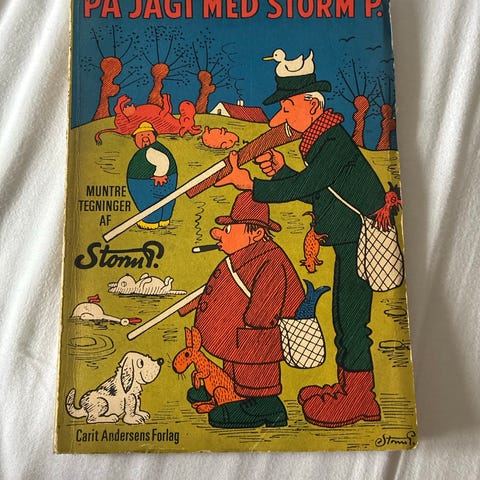 PÅ JAGT MED STORM P.
MUNTRE
TEGNINGER
AF
Storm P.
Carit Andersens Forlag
Storm P.